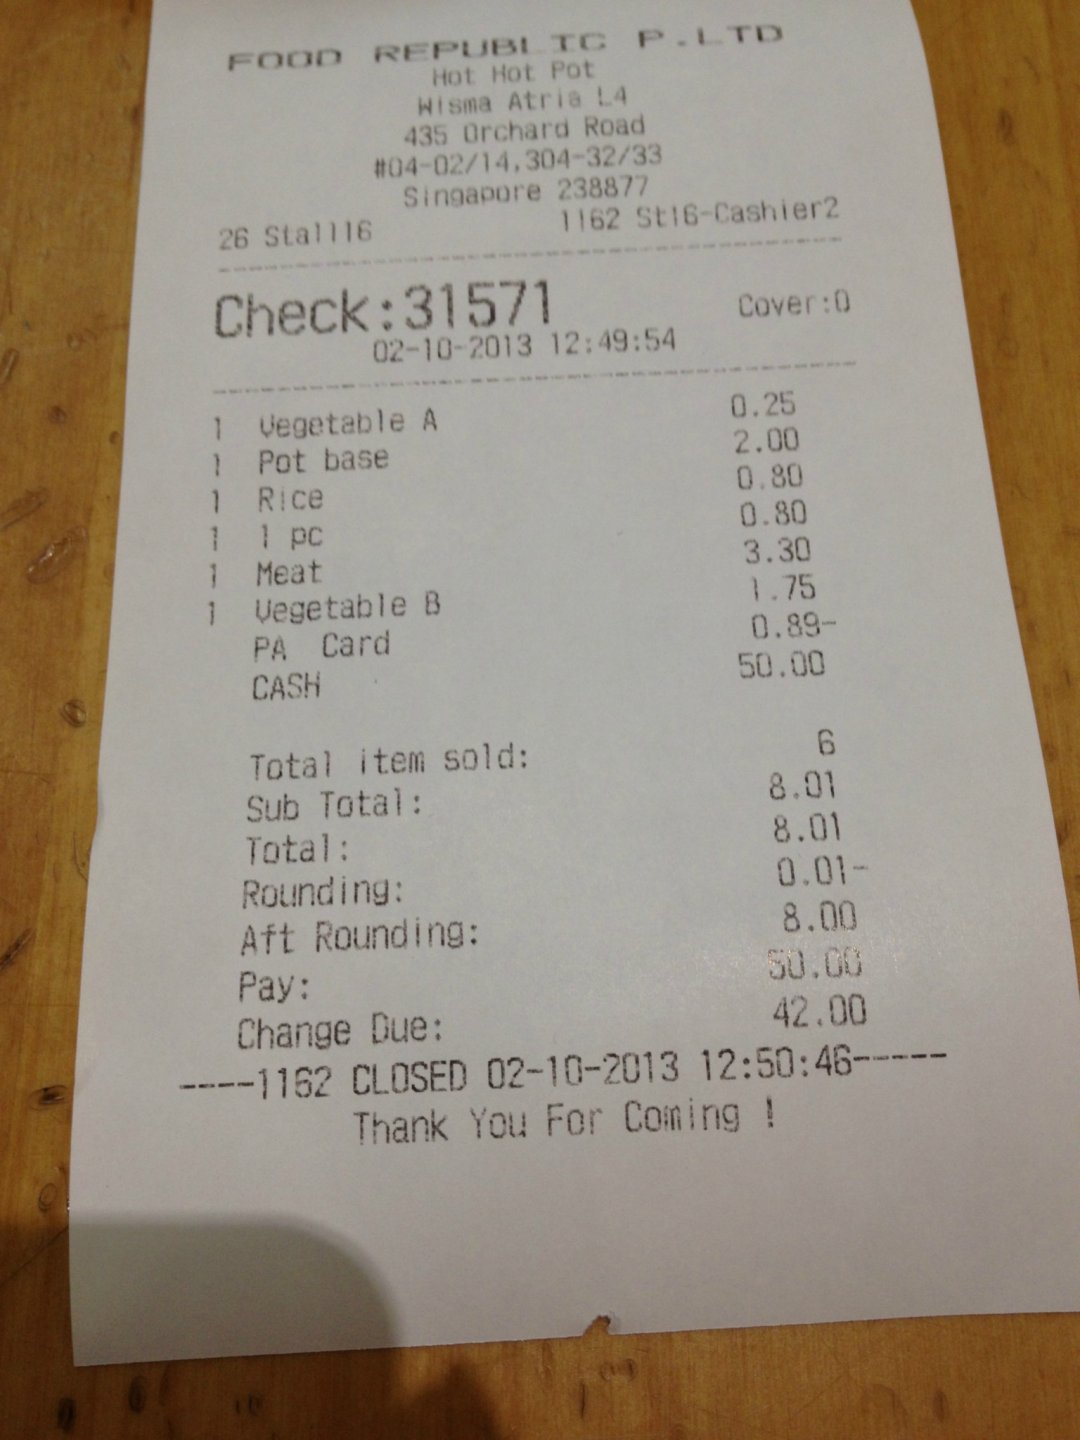 FOOD REPUBLIC P.LTD
Hot Hot Pot
Wisma Atria L4
435 Orchard Road
#04-02/14,304-32/33
Singapore 238877
26 Stall16 1162 St16-Cashier2
Check:31571 Cover:0
02-10-2013 12:49:54
1 Vegetable A 0.25
1 Pot base 2.00
1 Rice 0.80
1 1 pc 0.80
1 Meat 3.30
1 Vegetable B 1.75
PA Card 0.89-
CASH 50.00
Total item sold: 6
Sub Total: 8.01
Total: 8.01
Rounding: 0.01-
Aft Rounding: 8.00
Pay: 50.00
Change Due: 42.00
----1162 CLOSED 02-10-2013 12:50:46-----
Thank You For Coming !